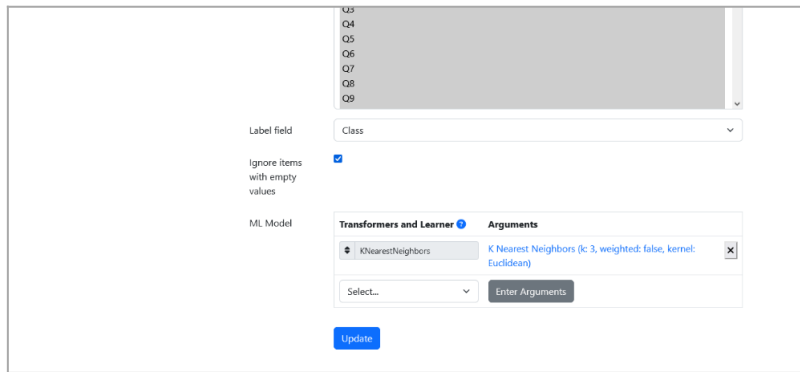 Q3
Q4
Q5
Q6
Q7
Q8
Q9
Label field
Class
Ignore items
with empty
values
ML Model
Transformers and Learner ?
Arguments
KNearestNeighbors
K Nearest Neighbors (k: 3, weighted: false, kernel:
Euclidean)
Select...
Enter Arguments
Update